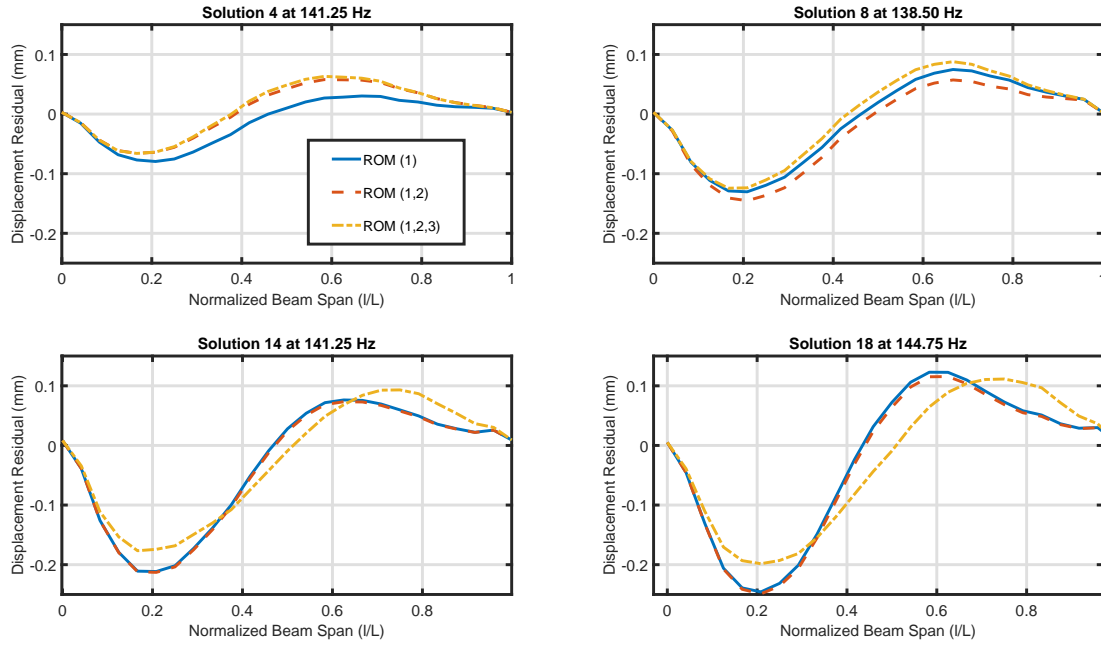 Solution 4 at 141.25 Hz
Displacement Residual (mm)
0.1
0
-0.1
-0.2
0
0.2
0.4
0.6
0.8
1
Normalized Beam Span (l/L)
ROM (1)
ROM (1,2)
ROM (1,2,3)
Solution 8 at 138.50 Hz
Displacement Residual (mm)
0.1
0
-0.1
-0.2
0
0.2
0.4
0.6
0.8
1
Normalized Beam Span (l/L)
Solution 14 at 141.25 Hz
Displacement Residual (mm)
0.1
0
-0.1
-0.2
0
0.2
0.4
0.6
0.8
Normalized Beam Span (l/L)
Solution 18 at 144.75 Hz
Displacement Residual (mm)
0.1
0
-0.1
-0.2
0
0.2
0.4
0.6
0.8
Normalized Beam Span (l/L)